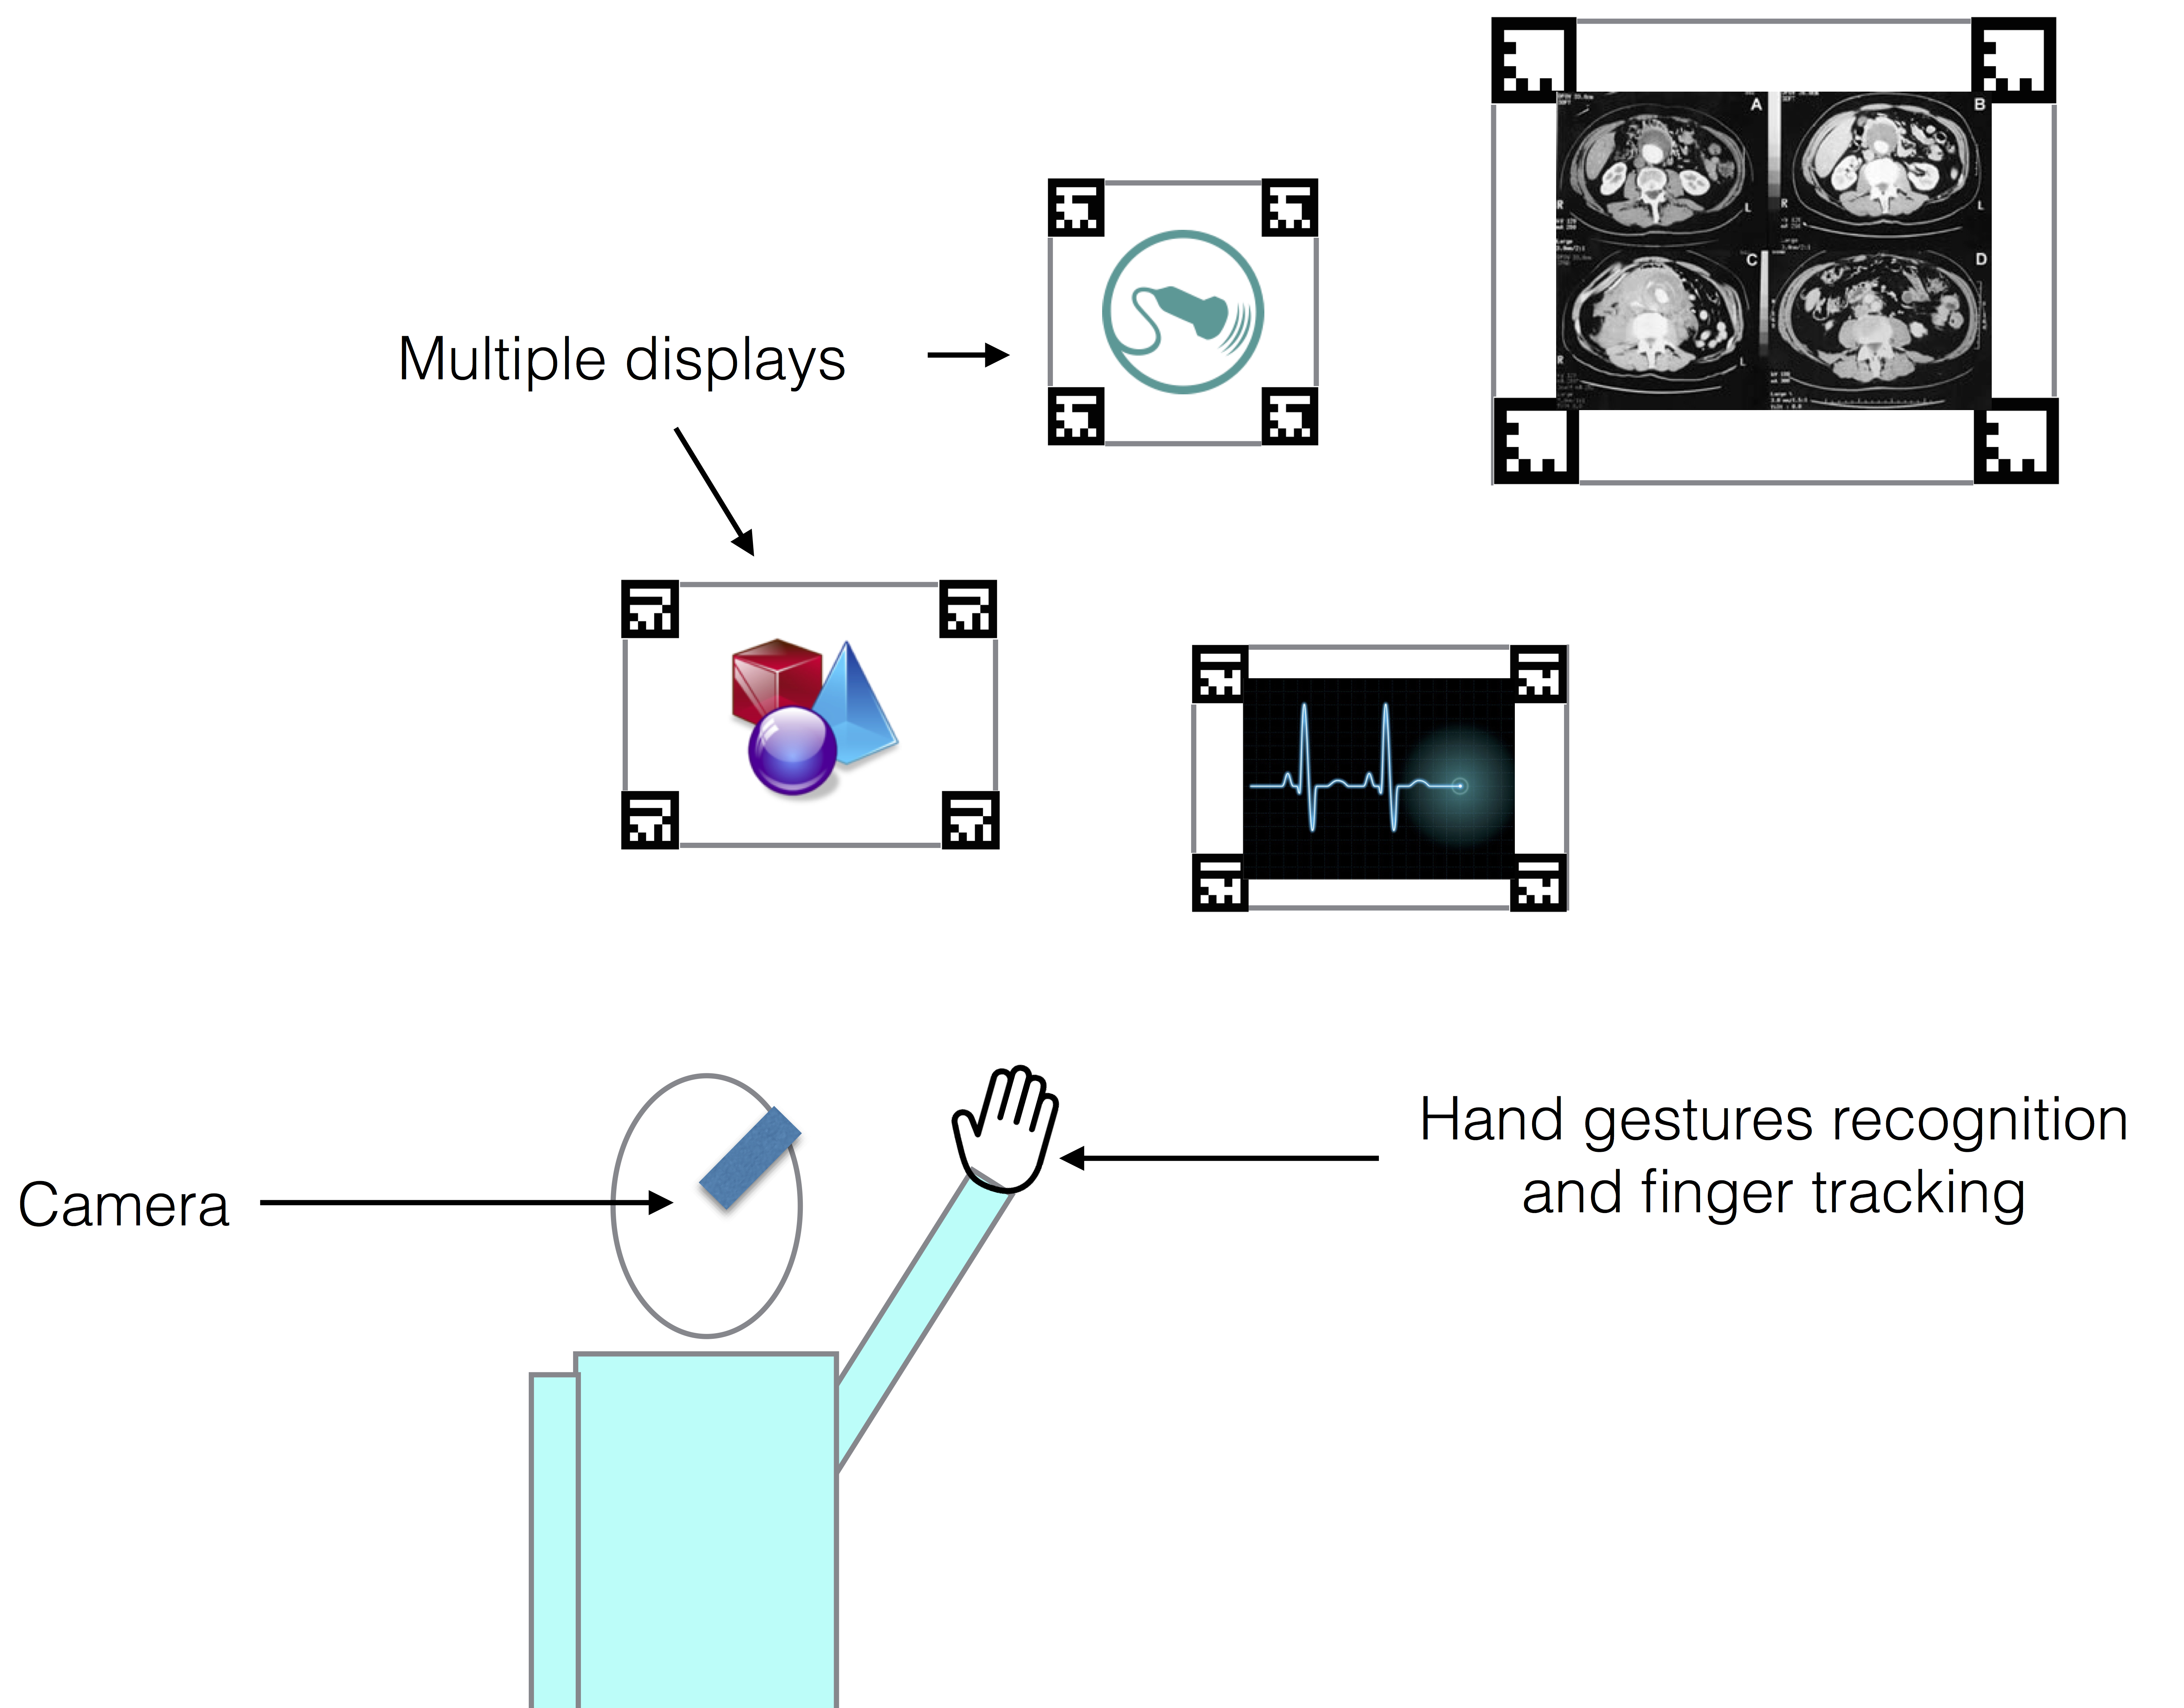 Multiple displays
A
B
R
L
R
L
C
D
R
L
Camera
Hand gestures recognition
and finger tracking